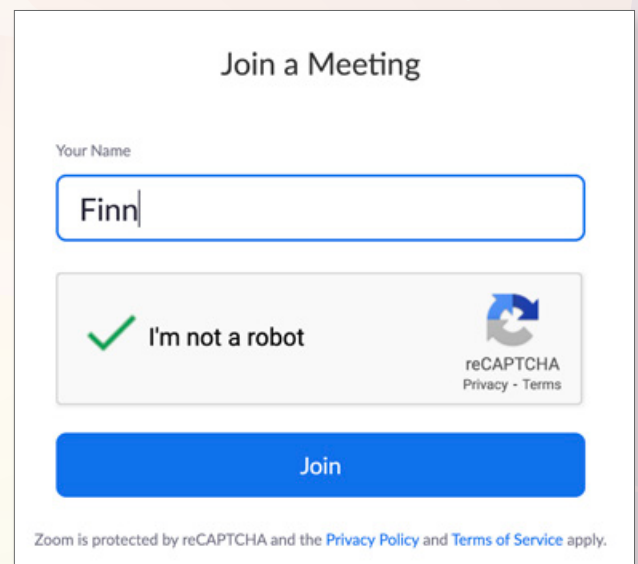 Join a Meeting
Your Name
Finn
I'm not a robot
reCAPTCHA
Privacy - Terms
Join
Zoom is protected by reCAPTCHA and the Privacy Policy and Terms of Service apply.